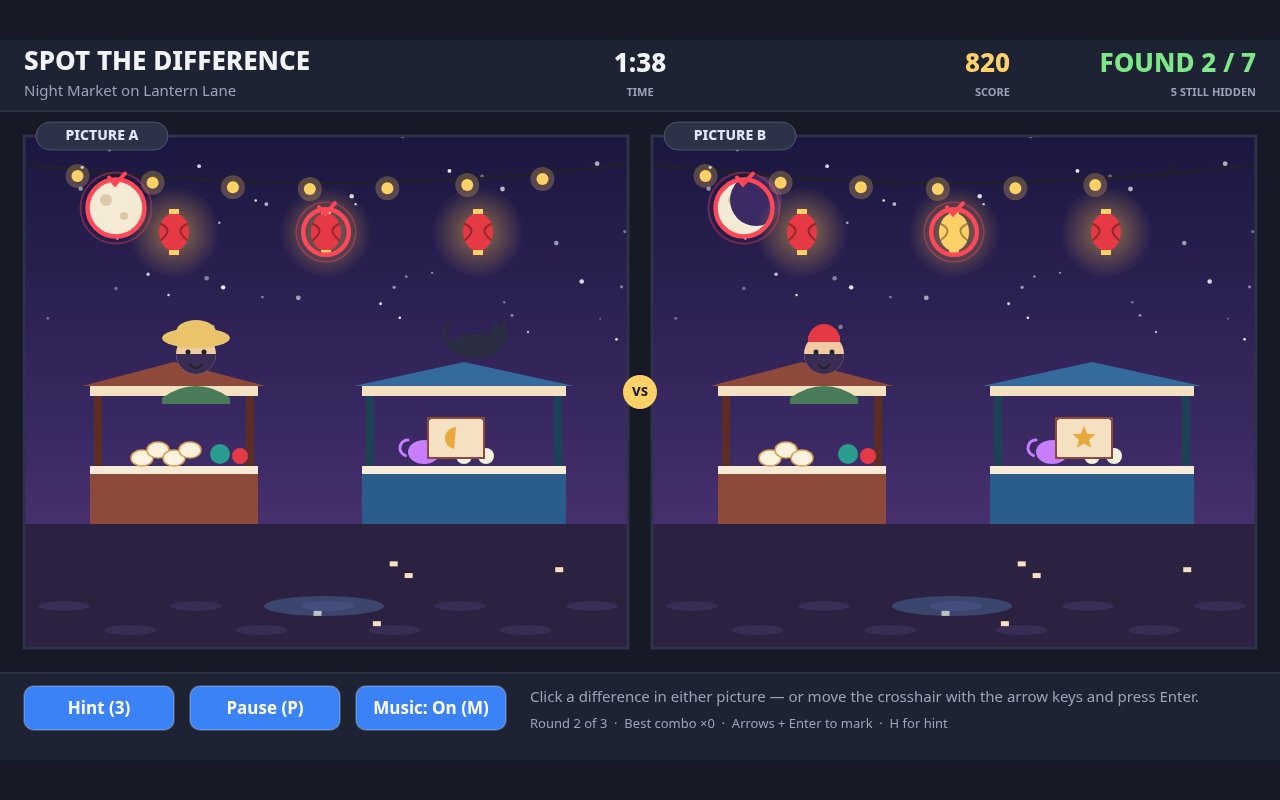 SPOT THE DIFFERENCE
Night Market on Lantern Lane
1:38
TIME
820
SCORE
FOUND 2 / 7
5 STILL HIDDEN
PICTURE A
PICTURE B
VS
Hint (3)
Pause (P)
Music: On (M)
Click a difference in either picture — or move the crosshair with the arrow keys and press Enter.
Round 2 of 3 · Best combo ×0 · Arrows + Enter to mark · H for hint